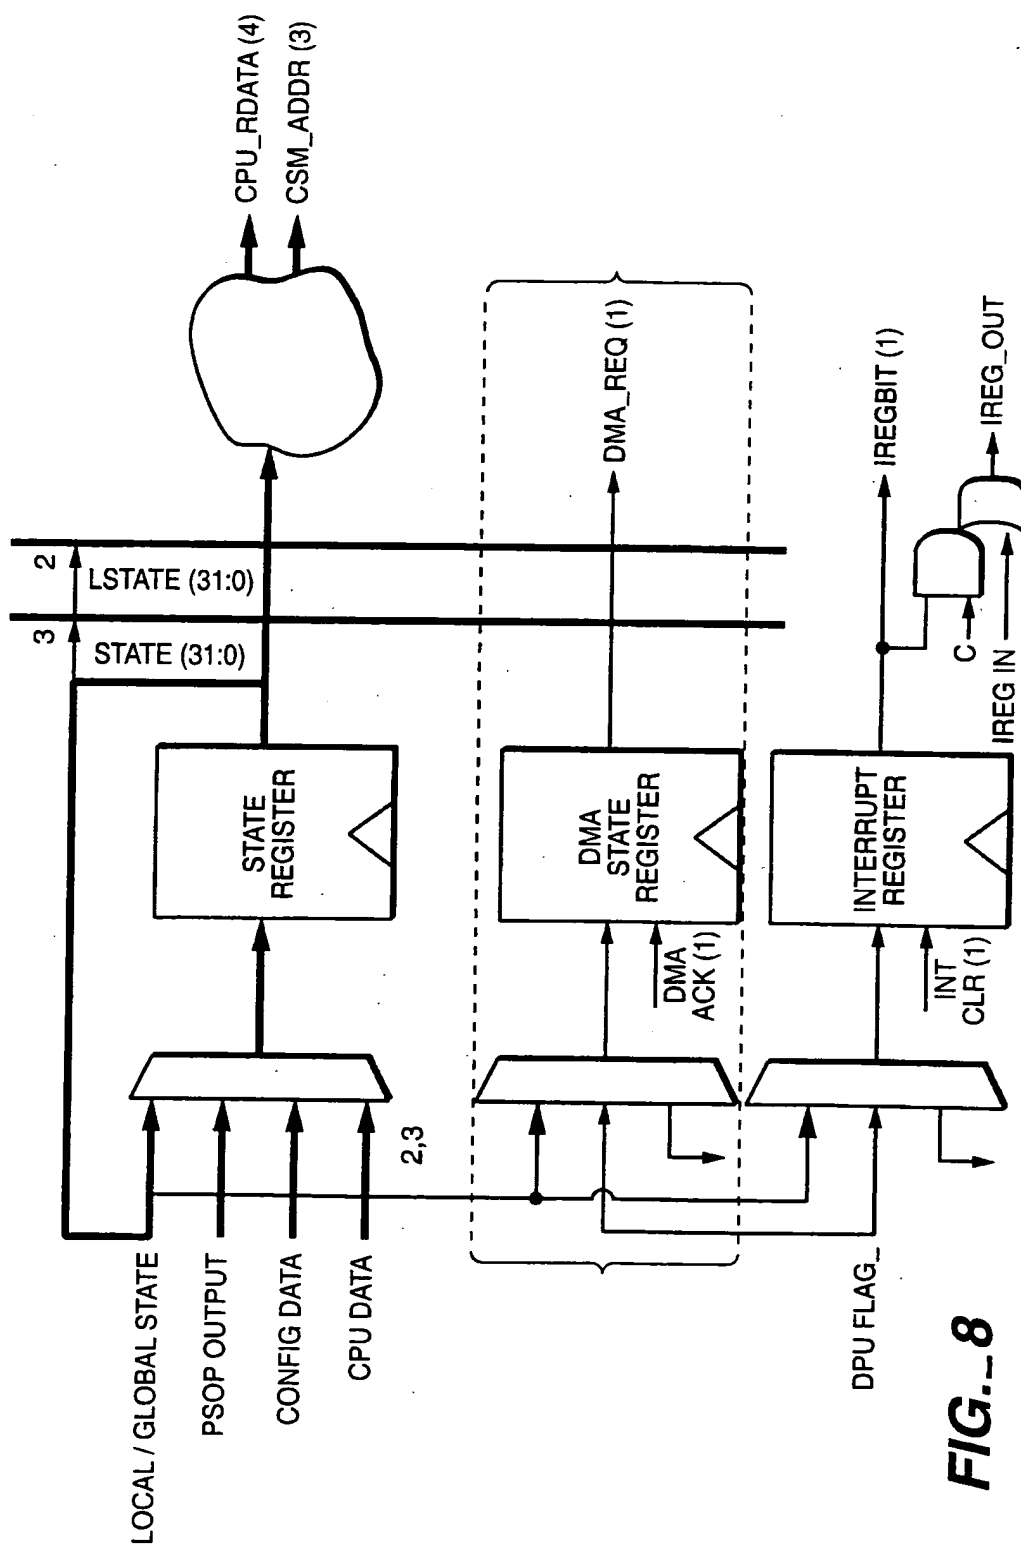 LOCAL / GLOBAL STATE
PSOP OUTPUT
CONFIG DATA
CPU DATA
2,3
STATE
REGISTER
3
STATE (31:0)
2
LSTATE (31:0)
CPU_RDATA (4)
CSM_ADDR (3)
DMA
ACK (1)
DMA
STATE
REGISTER
DMA_REQ (1)
DPU FLAG_
INT
CLR (1)
INTERRUPT
REGISTER
IREGBIT (1)
C
IREG IN
IREG_OUT
FIG._8